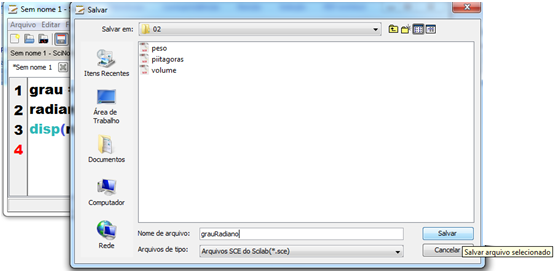 Sem nome 1 - SciNo
Arquivo Editar F
Sem nome 1 - SciNo
*Sem nome 1
1 grau =
2 radian
3 disp(r
4
Salvar
Salvar em: 02
Itens Recentes
Área de
Trabalho
Documentos
Computador
Rede
peso
piitagoras
volume
Nome de arquivo: grauRadiano
Salvar
Arquivos de tipo: Arquivos SCE do Scilab(*.sce)
Cancelar
Salvar arquivo selecionado